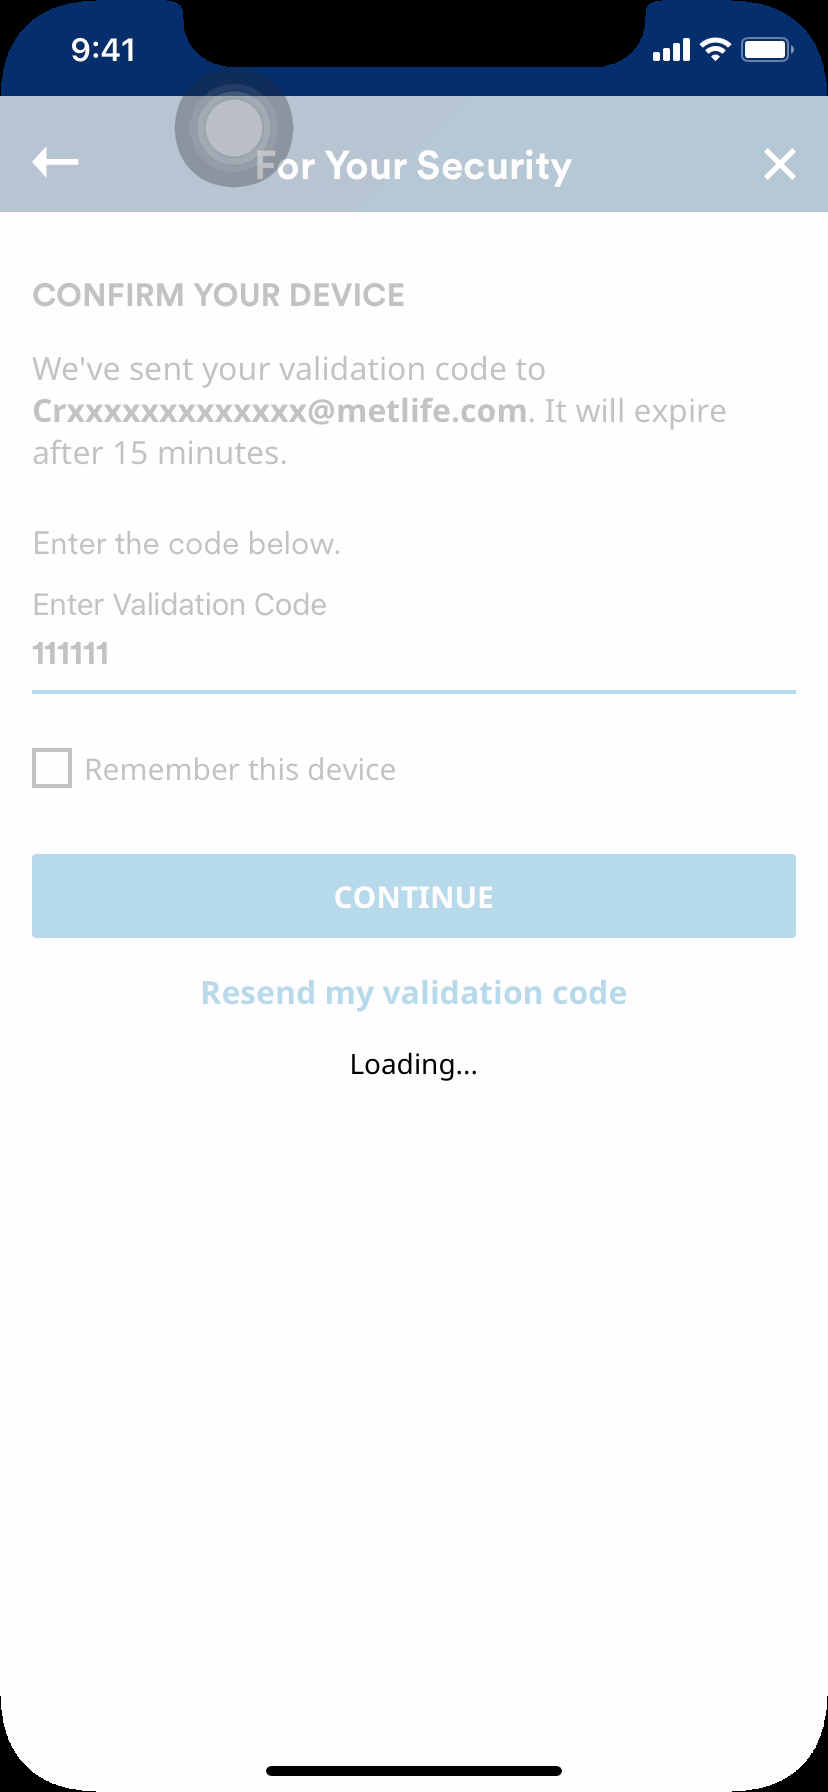 9:41
For Your Security
CONFIRM YOUR DEVICE
We've sent your validation code to
Crxxxxxxxxxxxxx@metlife.com. It will expire
after 15 minutes.
Enter the code below.
Enter Validation Code
111111
Remember this device
CONTINUE
Resend my validation code
Loading...